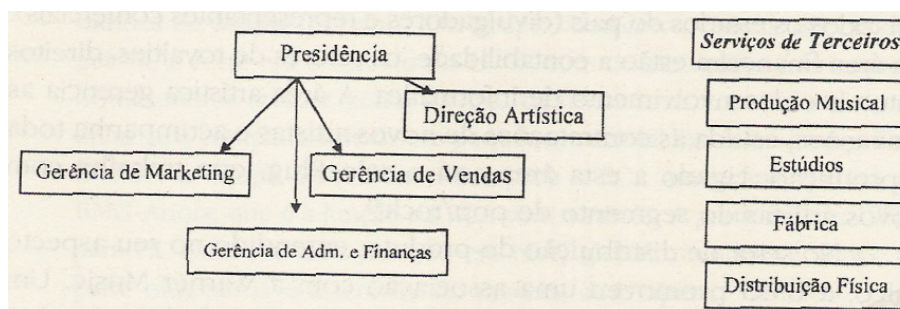 Presidência
Serviços de Terceiros
Direção Artística
Produção Musical
Gerência de Marketing
Gerência de Vendas
Estúdios
Gerência de Adm. e Finanças
Fábrica
Distribuição Física